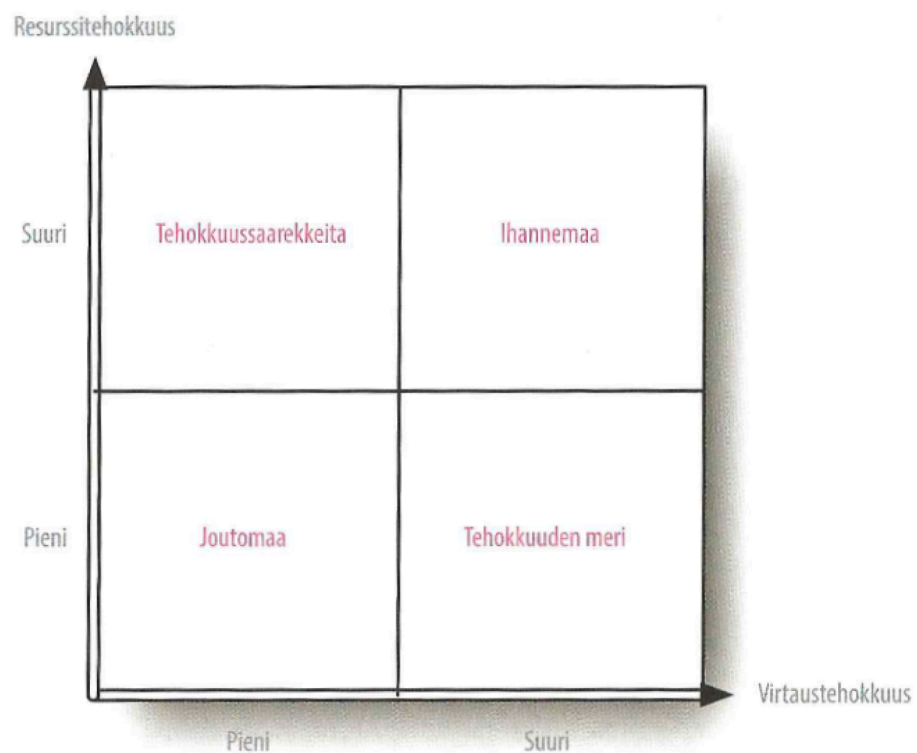 Resurssitehokkuus
Suuri
Tehokkuussaarekkeita
Ihannemaa
Pieni
Joutomaa
Tehokkuuden meri
Virtaustehokkuus
Pieni
Suuri